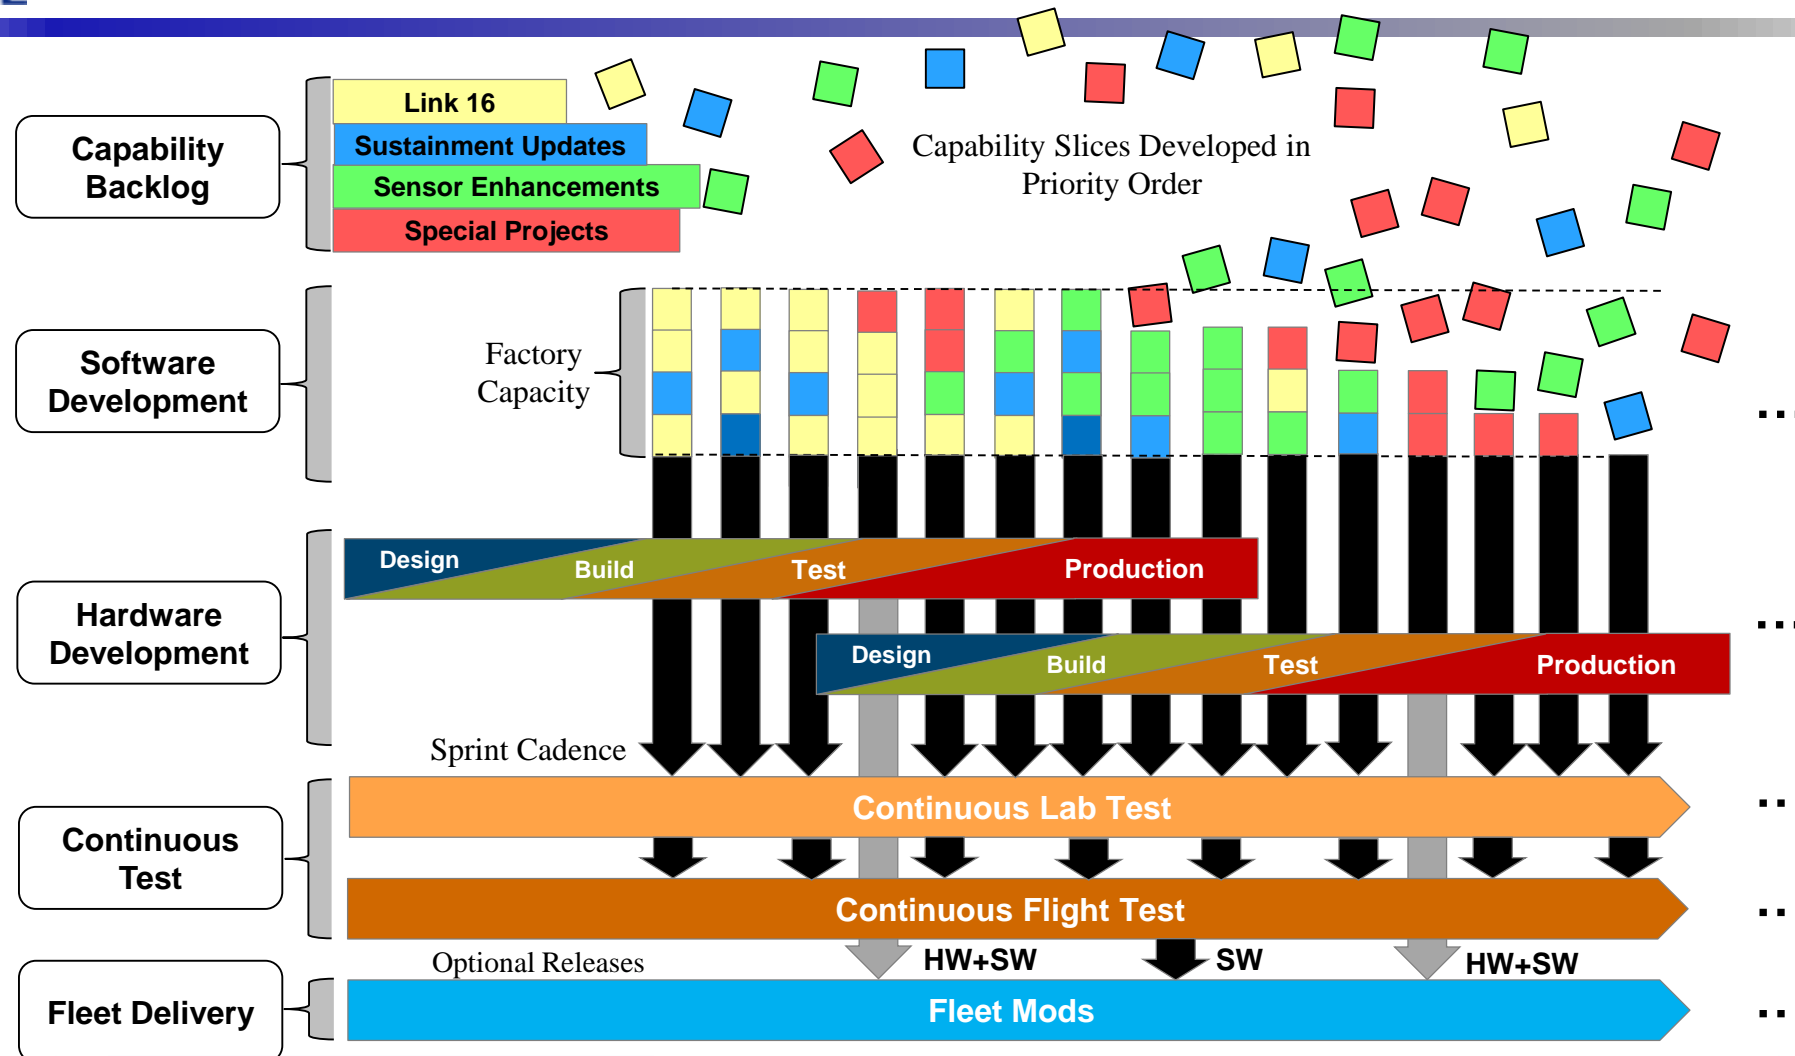 Link 16
Sustainment Updates
Sensor Enhancements
Special Projects
Capability
Backlog
Capability Slices Developed in
Priority Order
Software
Development
Factory
Capacity
...
Hardware
Development
Design
Build
Test
Production
...
Design
Build
Test
Production
Sprint Cadence
Continuous
Test
Continuous Lab Test
..
Continuous Flight Test
..
Optional Releases
HW+SW
SW
HW+SW
Fleet Delivery
Fleet Mods
..